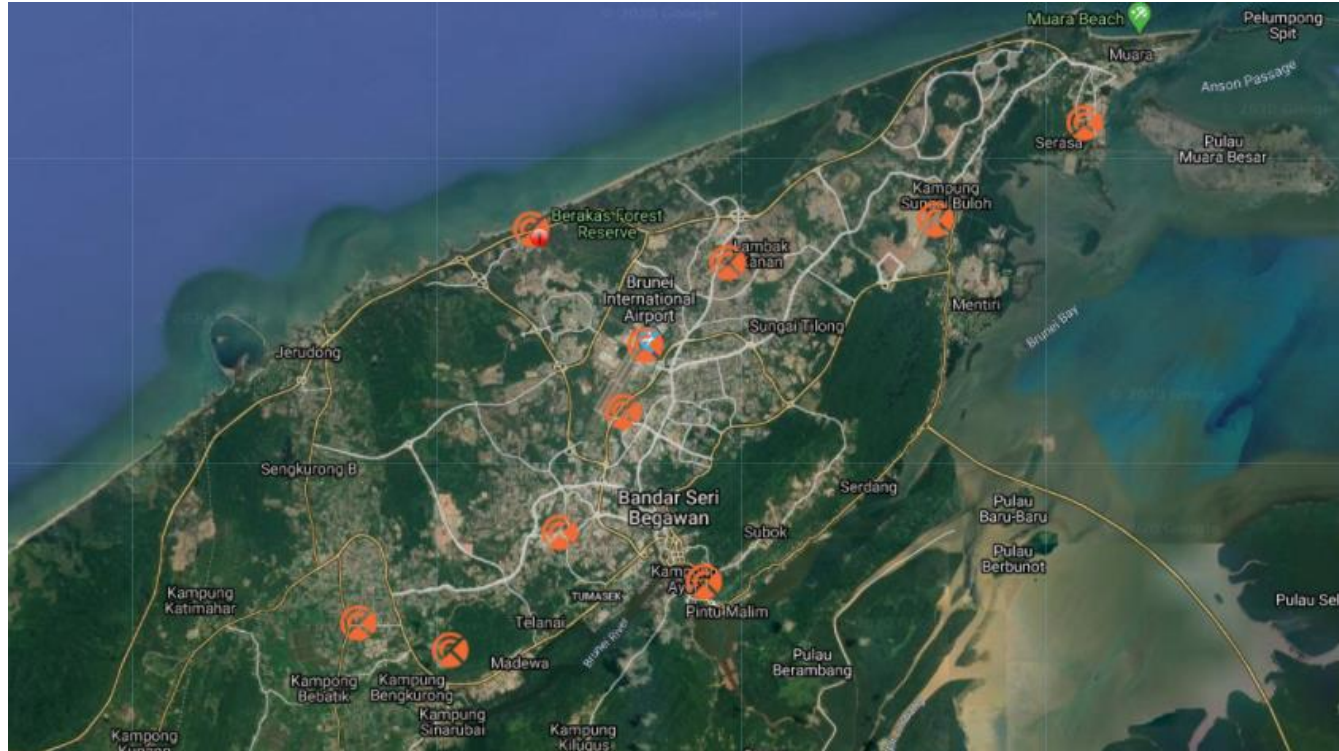 Muara Beach
Pelumpong
Spit
Muara
Anson Passage
Serasa
Pulau
Muara Besar
Kampung
Sungai Buloh
Berakas Forest
Reserve
Lambak
Kanan
Brunei
International
Airport
Mentiri
Brunei Bay
Sungai Tilong
Jerudong
Sengkurong B
Serdang
Bandar Seri
Begawan
Pulau
Baru-Baru
Subok
Pulau
Berbunot
Kampung
Katimahar
TUMASEK
Pulau
Telanai
Pintu Malim
Brunei River
Madewa
Pulau
Berambang
Kampong
Bebatik
Kampung
Bengkurong
Kampung
Sinarubai
Kampung
Kilugus
Kampong